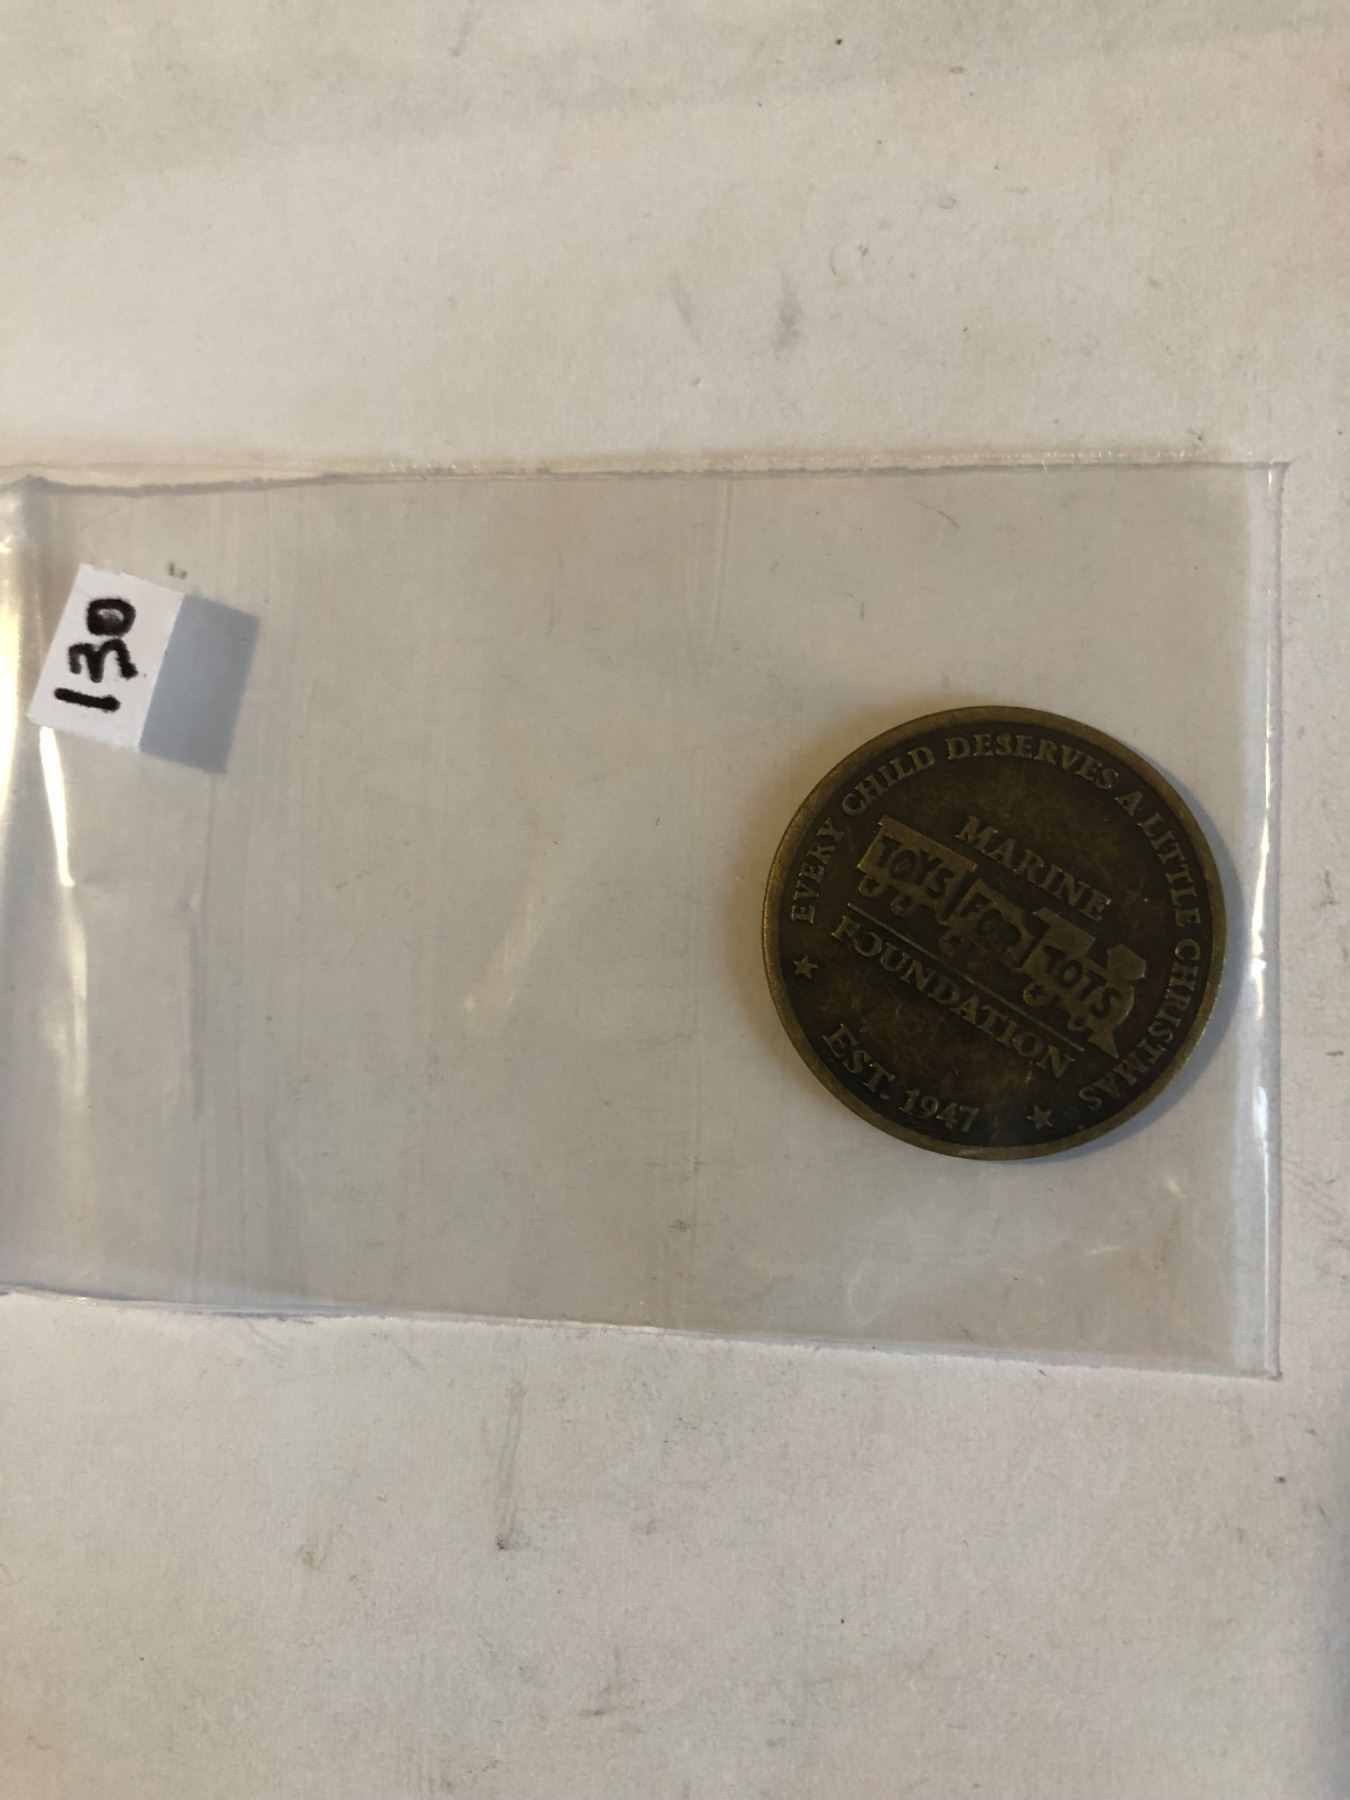 130
EVERY CHILD DESERVES A LITTLE CHRISTMAS
MARINE
TOYS FOR TOTS
FOUNDATION
EST. 1947